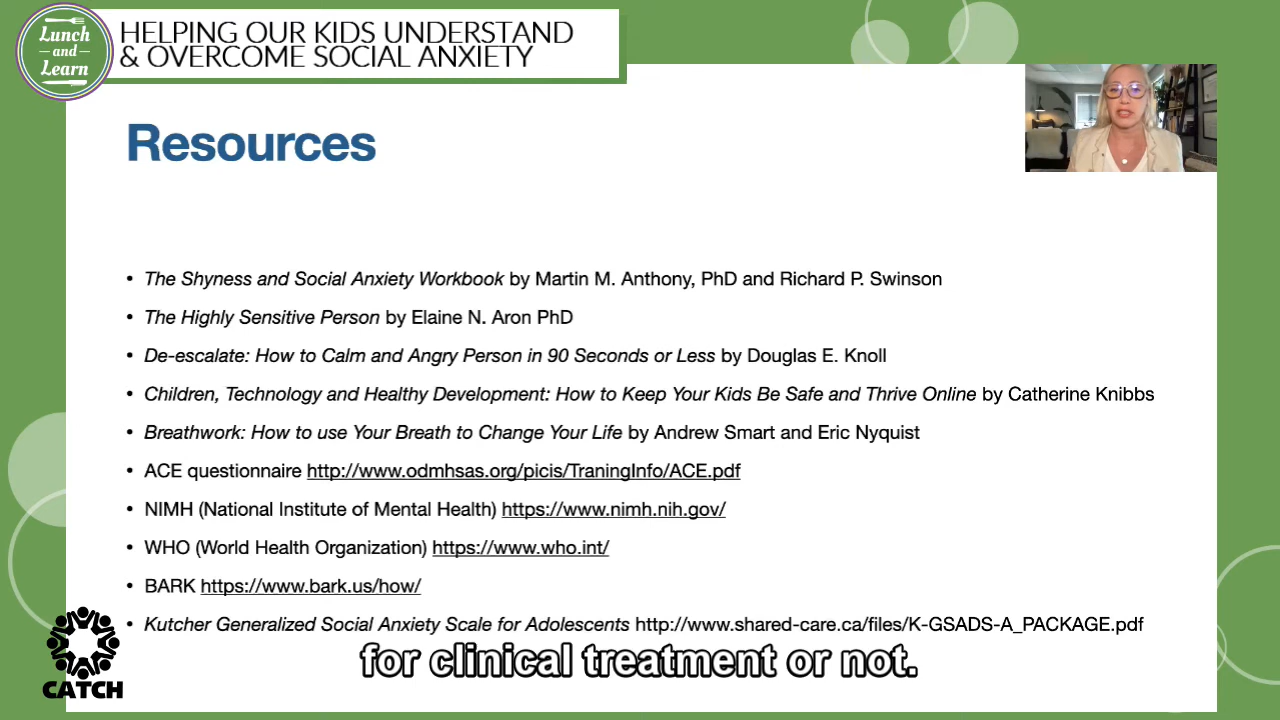 Lunch
and
Learn
HELPING OUR KIDS UNDERSTAND
& OVERCOME SOCIAL ANXIETY
Resources
• The Shyness and Social Anxiety Workbook by Martin M. Anthony, PhD and Richard P. Swinson
• The Highly Sensitive Person by Elaine N. Aron PhD
• De-escalate: How to Calm and Angry Person in 90 Seconds or Less by Douglas E. Knoll
• Children, Technology and Healthy Development: How to Keep Your Kids Be Safe and Thrive Online by Catherine Knibbs
• Breathwork: How to use Your Breath to Change Your Life by Andrew Smart and Eric Nyquist
• ACE questionnaire http://www.odmhsas.org/picis/TraningInfo/ACE.pdf
• NIMH (National Institute of Mental Health) https://www.nimh.nih.gov/
• WHO (World Health Organization) https://www.who.int/
• BARK https://www.bark.us/how/
• Kutcher Generalized Social Anxiety Scale for Adolescents http://www.shared-care.ca/files/K-GSADS-A_PACKAGE.pdf
for clinical treatment or not.
CATCH